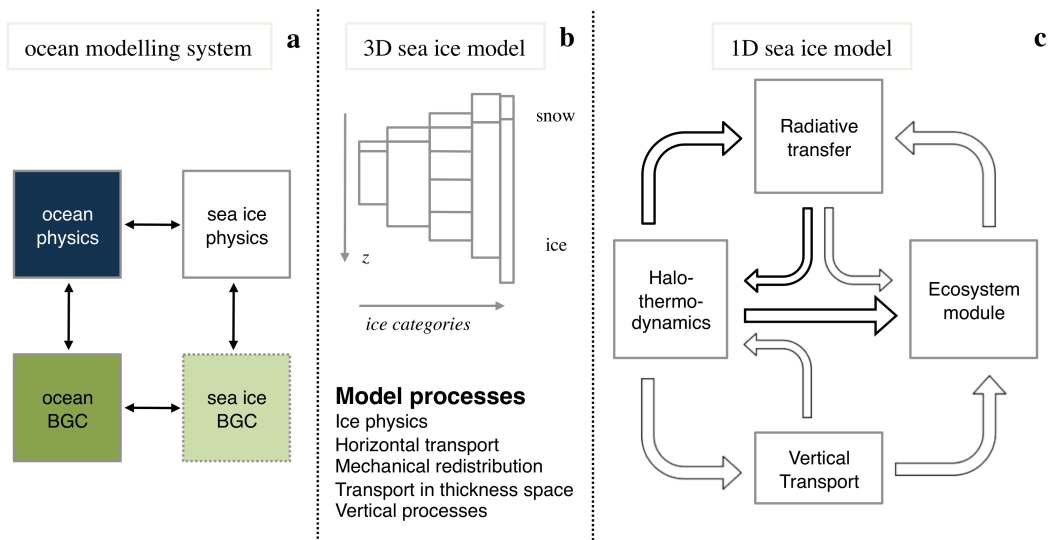 ocean modelling system
a
ocean
physics
sea ice
physics
ocean
BGC
sea ice
BGC
3D sea ice model
b
snow
ice
z
ice categories
Model processes
Ice physics
Horizontal transport
Mechanical redistribution
Transport in thickness space
Vertical processes
1D sea ice model
c
Radiative
transfer
Halo-
thermo-
dynamics
Ecosystem
module
Vertical
Transport